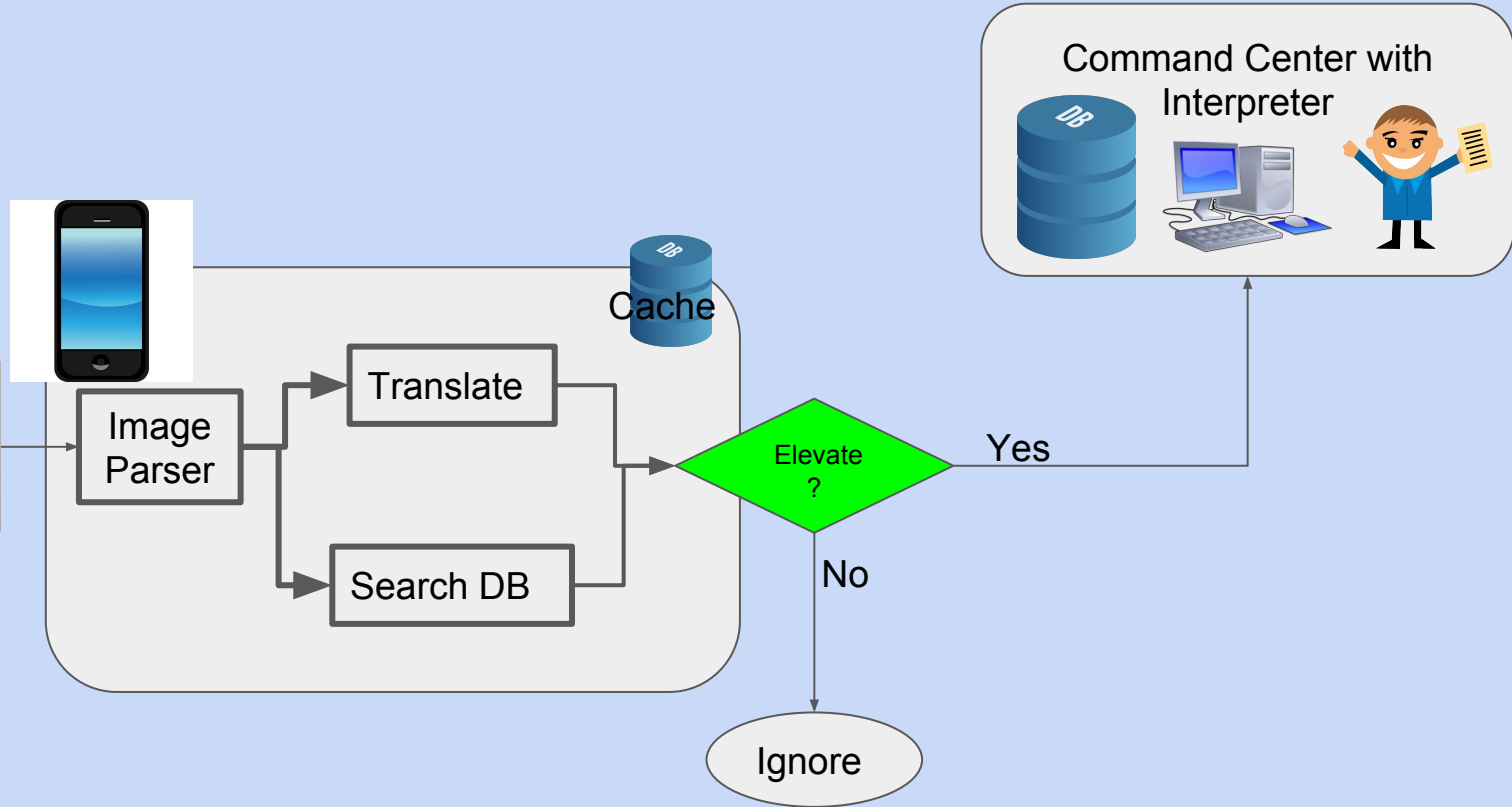 Command Center with
Interpreter
DB
DB
Cache
Translate
Image
Parser
Elevate
?
Yes
Search DB
No
Ignore